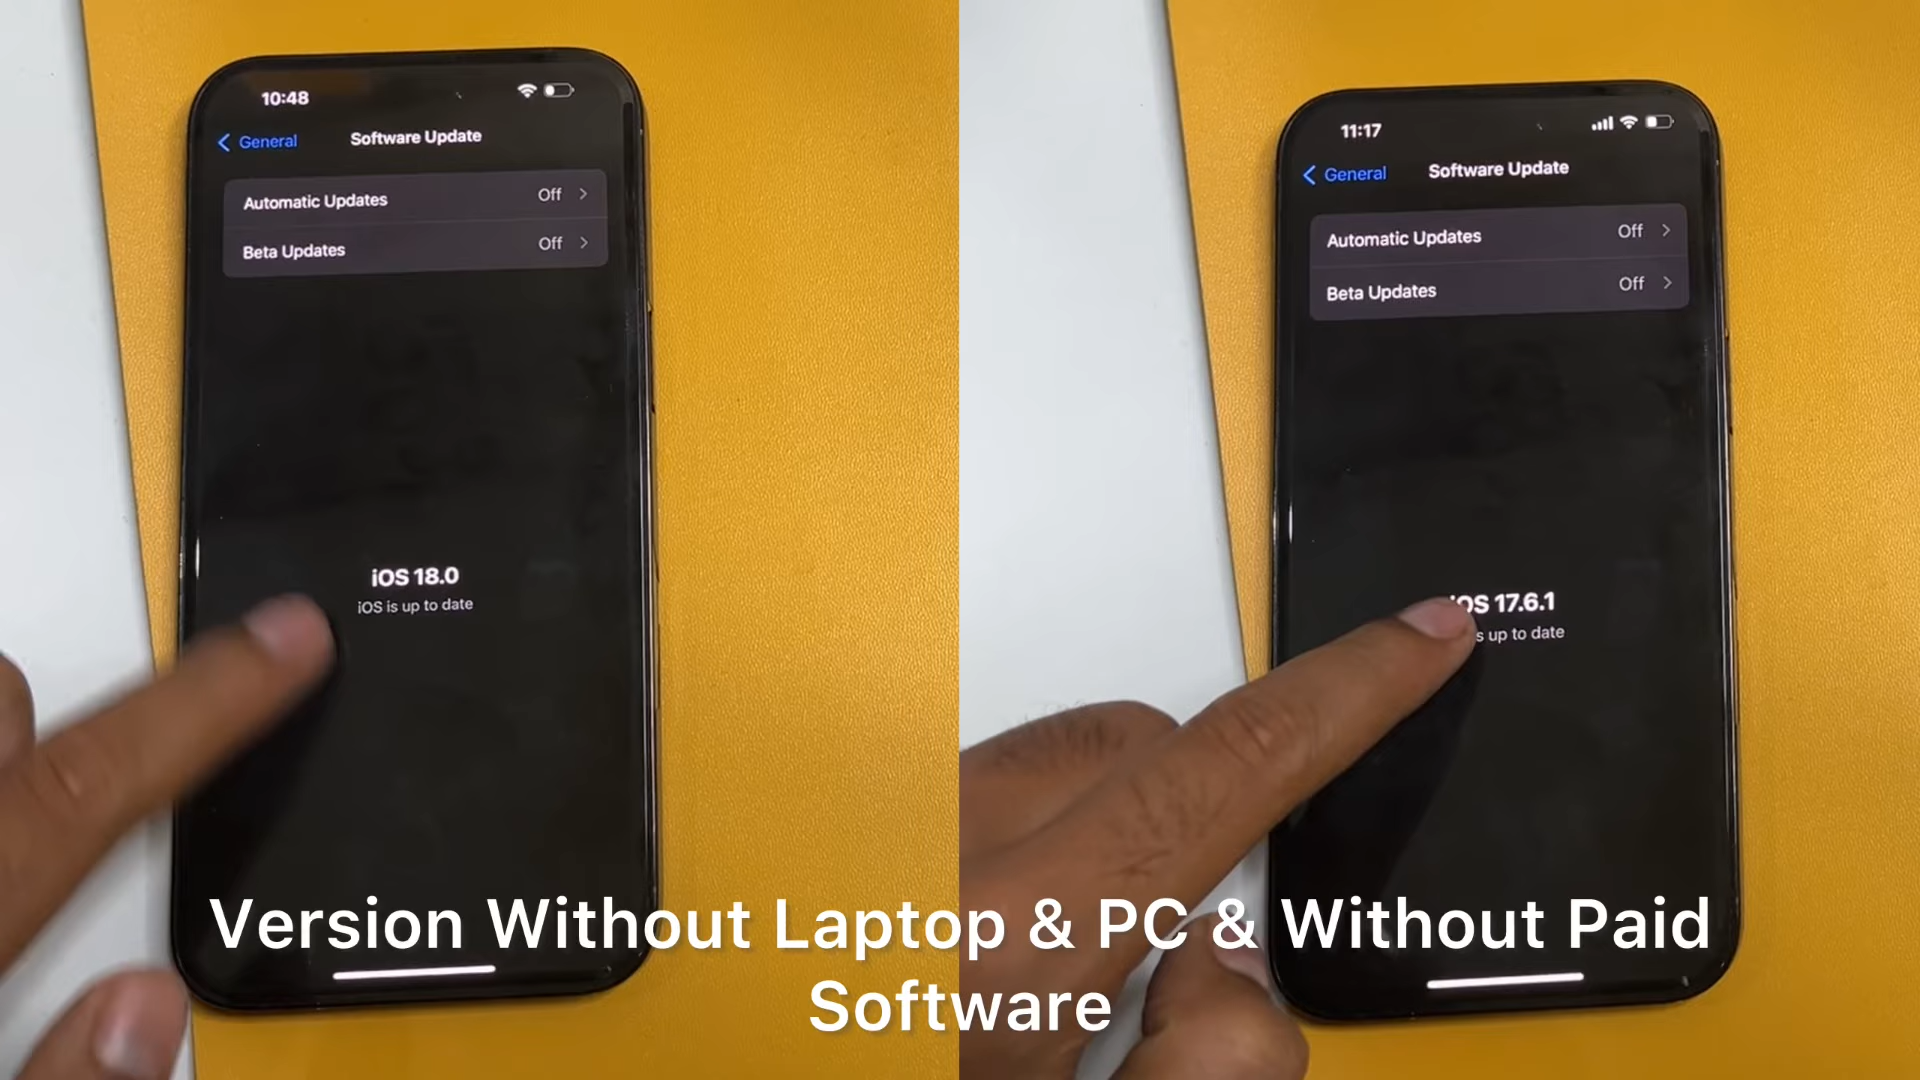 10:48
General
Software Update
Automatic Updates Off
Beta Updates Off
iOS 18.0
iOS is up to date
11:17
General
Software Update
Automatic Updates Off
Beta Updates Off
iOS 17.6.1
s up to date
Version Without Laptop & PC & Without Paid
Software